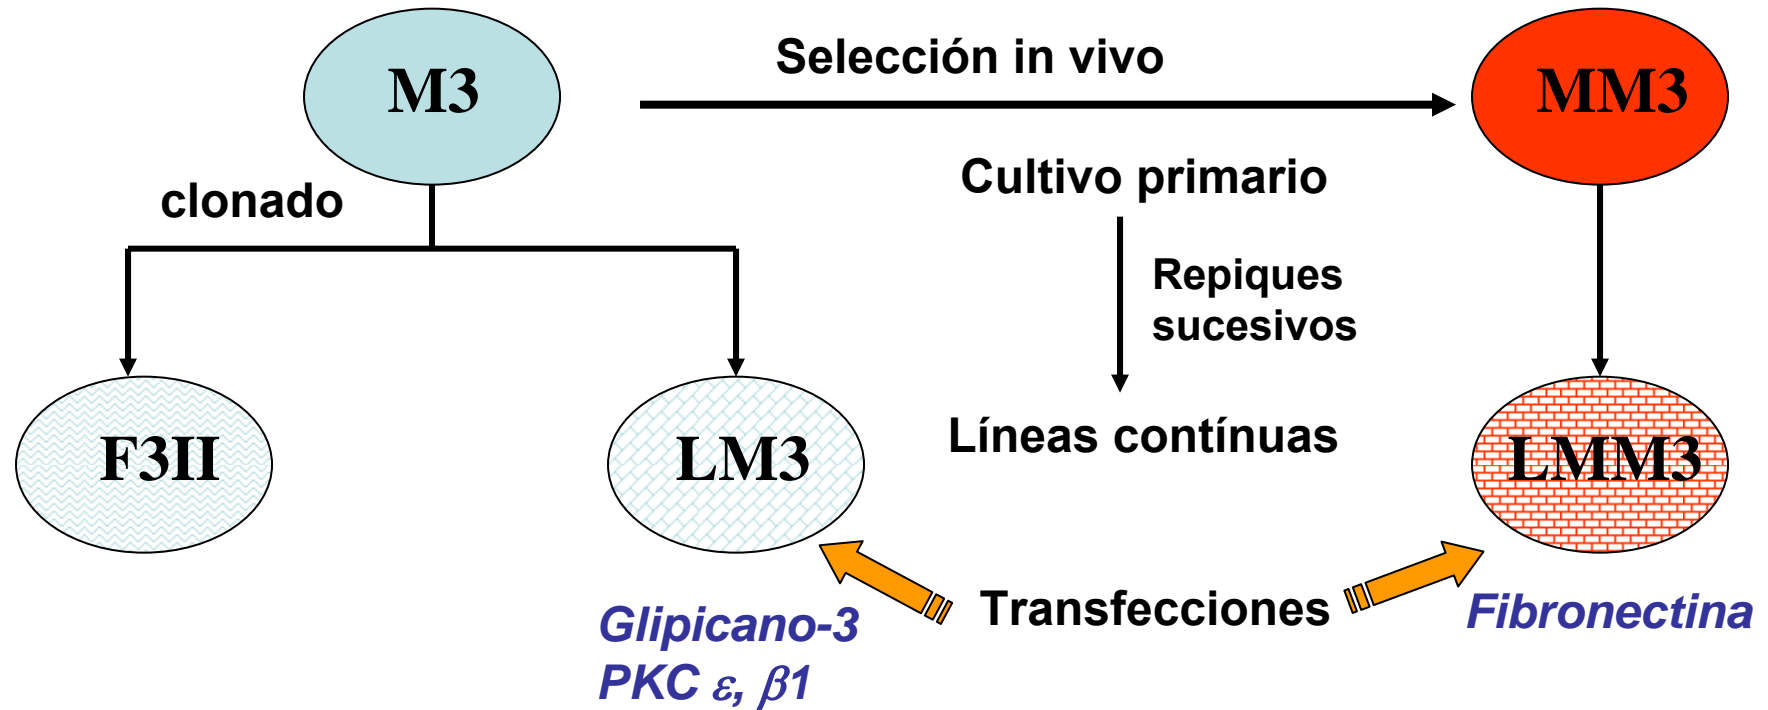 M3
Selección in vivo
MM3
clonado
Cultivo primario
Repiques
sucesivos
F3II
LM3
Líneas contínuas
LMM3
Transfecciones
Glipicano-3
PKC ε, β1
Fibronectina